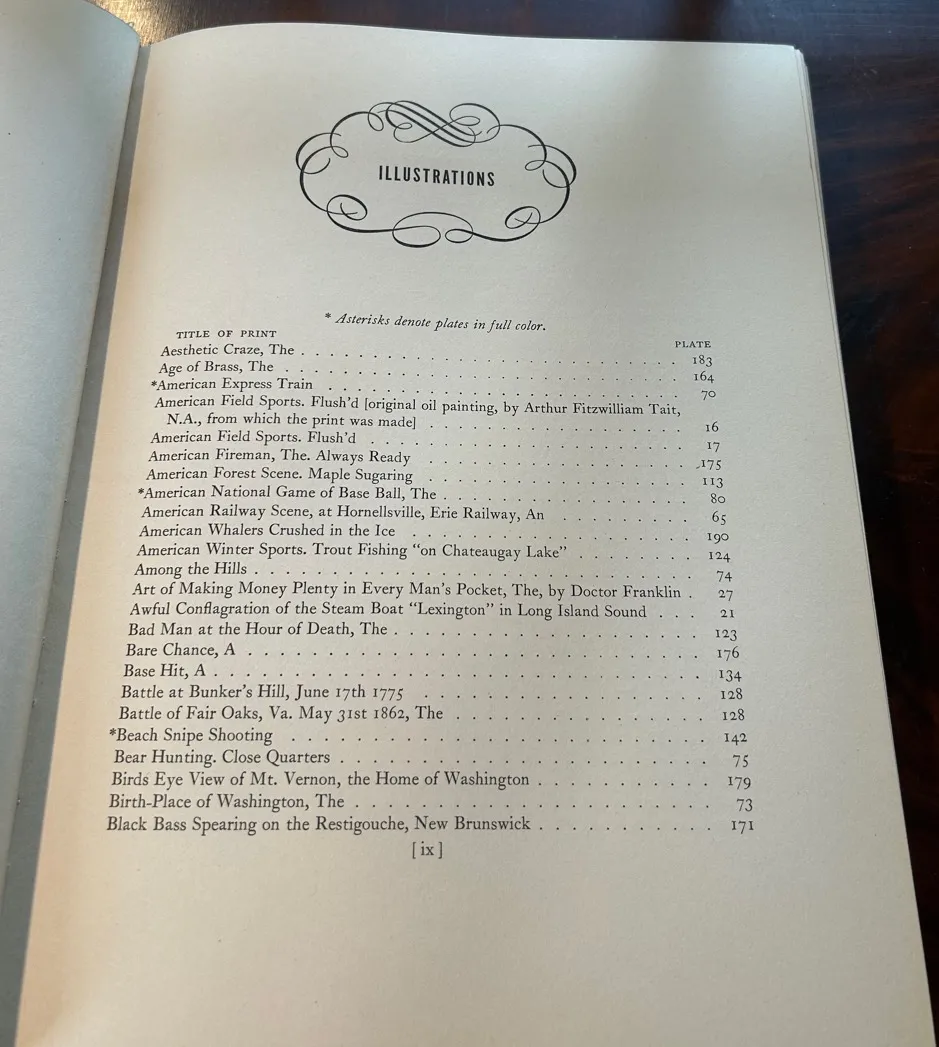 ILLUSTRATIONS
* Asterisks denote plates in full color.
TITLE OF PRINT PLATE
Aesthetic Craze, The . . . . . . . . . . . . . . . . . . . . . . 183
Age of Brass, The . . . . . . . . . . . . . . . . . . . . . . . 164
*American Express Train . . . . . . . . . . . . . . . . . . . . . 70
American Field Sports. Flush'd [original oil painting, by Arthur Fitzwilliam Tait,
N.A., from which the print was made] . . . . . . . . . . . . . . . 16
American Field Sports. Flush'd . . . . . . . . . . . . . . . . . . 17
American Fireman, The. Always Ready . . . . . . . . . . . . . . . 175
American Forest Scene. Maple Sugaring . . . . . . . . . . . . . . . 113
*American National Game of Base Ball, The . . . . . . . . . . . . . . 80
American Railway Scene, at Hornellsville, Erie Railway, An . . . . . . . . . 65
American Whalers Crushed in the Ice . . . . . . . . . . . . . . . . 190
American Winter Sports. Trout Fishing "on Chateaugay Lake" . . . . . . . . 124
Among the Hills . . . . . . . . . . . . . . . . . . . . . . . . 74
Art of Making Money Plenty in Every Man's Pocket, The, by Doctor Franklin . 27
Awful Conflagration of the Steam Boat "Lexington" in Long Island Sound . . . 21
Bad Man at the Hour of Death, The . . . . . . . . . . . . . . . . . 123
Bare Chance, A . . . . . . . . . . . . . . . . . . . . . . . . 176
Base Hit, A . . . . . . . . . . . . . . . . . . . . . . . . . . 134
Battle at Bunker's Hill, June 17th 1775 . . . . . . . . . . . . . . . 128
Battle of Fair Oaks, Va. May 31st 1862, The . . . . . . . . . . . . . . 128
*Beach Snipe Shooting . . . . . . . . . . . . . . . . . . . . . . 142
Bear Hunting. Close Quarters . . . . . . . . . . . . . . . . . . . 75
Birds Eye View of Mt. Vernon, the Home of Washington . . . . . . . . . . 179
Birth-Place of Washington, The . . . . . . . . . . . . . . . . . . . 73
Black Bass Spearing on the Restigouche, New Brunswick . . . . . . . . . . 171
[ ix ]